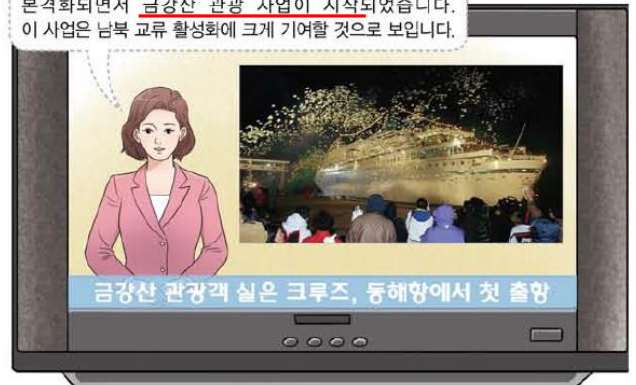 본격화되면서 금강산 관광 사업이 시작되었습니다.
이 사업은 남북 교류 활성화에 크게 기여할 것으로 보입니다.
금강산 관광객 실은 크루즈, 동해항에서 첫 출항